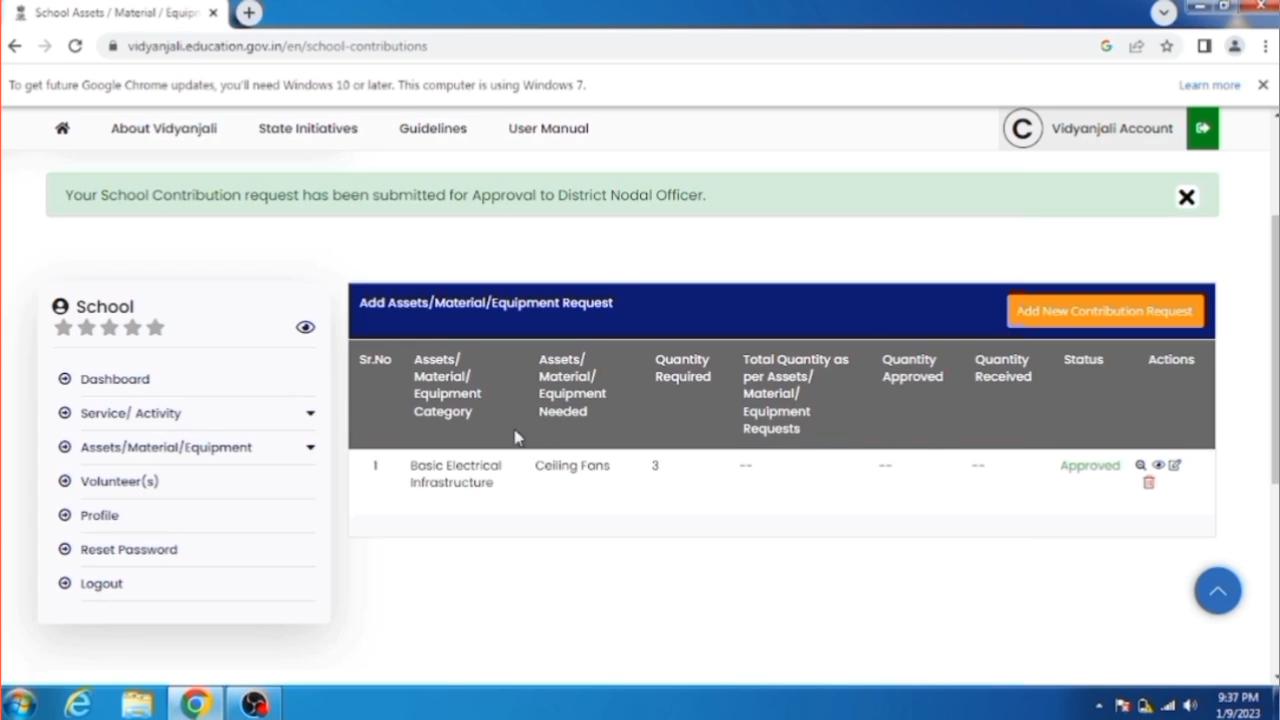 School Assets / Material / Equipr
vidyanjali.education.gov.in/en/school-contributions
To get future Google Chrome updates, you'll need Windows 10 or later. This computer is using Windows 7.
Learn more
About Vidyanjali
State Initiatives
Guidelines
User Manual
C
Vidyanjali Account
Your School Contribution request has been submitted for Approval to District Nodal Officer.
School
Dashboard
Service/ Activity
Assets/Material/Equipment
Volunteer(s)
Profile
Reset Password
Logout
Add Assets/Material/Equipment Request
Add New Contribution Request
Sr.No
Assets/
Material/
Equipment
Category
Assets/
Material/
Equipment
Needed
Quantity
Required
Total Quantity as
per Assets/
Material/
Equipment
Requests
Quantity
Approved
Quantity
Received
Status
Actions
1
Basic Electrical
Infrastructure
Ceiling Fans
3
--
--
--
Approved
9:37 PM
1/9/2023